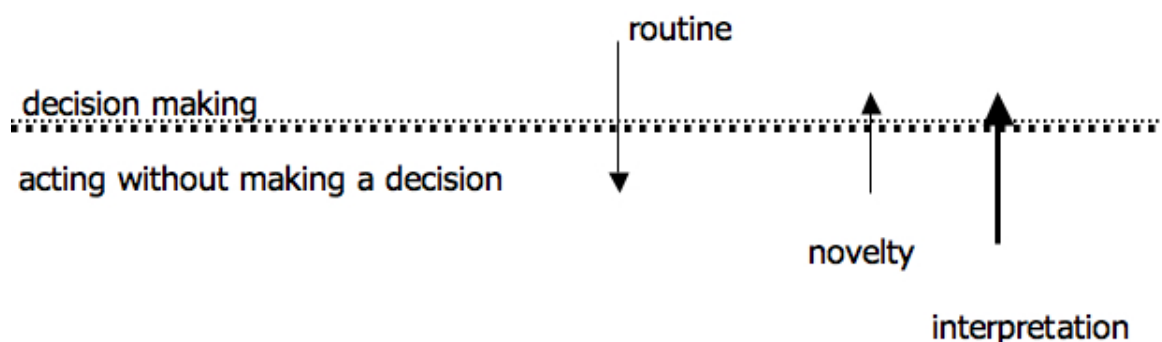 routine
decision making
acting without making a decision
novelty
interpretation